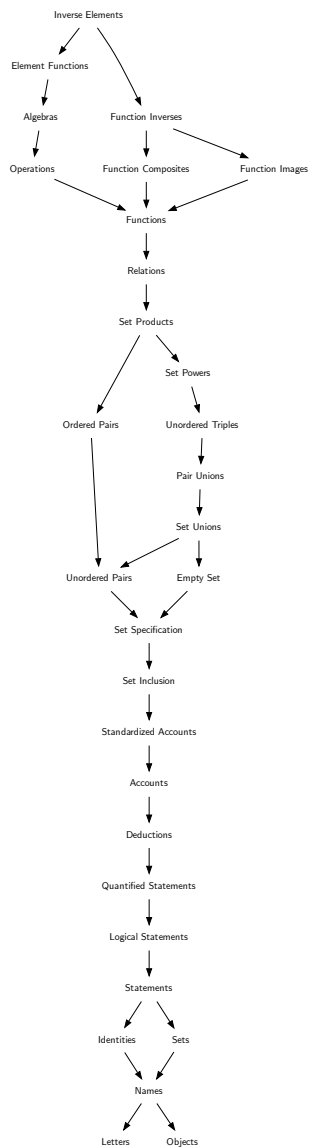 Inverse Elements
Element Functions
Algebras
Function Inverses
Operations
Function Composites
Function Images
Functions
Relations
Set Products
Set Powers
Ordered Pairs
Unordered Triples
Pair Unions
Set Unions
Unordered Pairs
Empty Set
Set Specification
Set Inclusion
Standardized Accounts
Accounts
Deductions
Quantified Statements
Logical Statements
Statements
Identities
Sets
Names
Letters
Objects